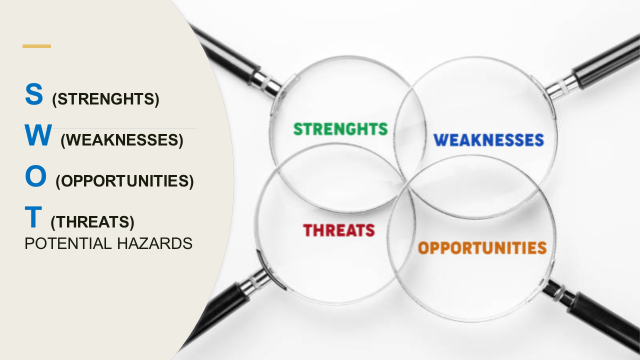 S (STRENGHTS)
W (WEAKNESSES)
O (OPPORTUNITIES)
T (THREATS)
POTENTIAL HAZARDS
STRENGHTS
WEAKNESSES
THREATS
OPPORTUNITIES